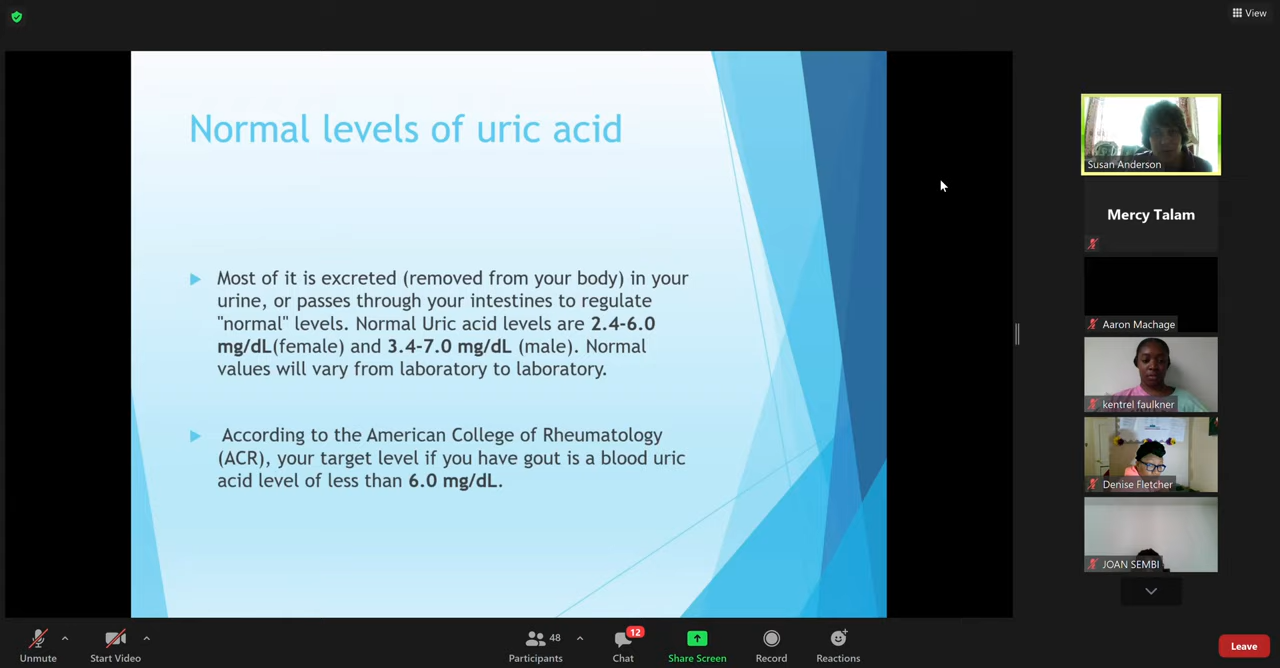 View
Normal levels of uric acid
Most of it is excreted (removed from your body) in your
urine, or passes through your intestines to regulate
"normal" levels. Normal Uric acid levels are 2.4-6.0
mg/dL(female) and 3.4-7.0 mg/dL (male). Normal
values will vary from laboratory to laboratory.
According to the American College of Rheumatology
(ACR), your target level if you have gout is a blood uric
acid level of less than 6.0 mg/dL.
Susan Anderson
Mercy Talam
Aaron Machage
kentrel faulkner
Denise Fletcher
JOAN SEMBI
Unmute
Start Video
48
Participants
12
Chat
Share Screen
Record
Reactions
Leave